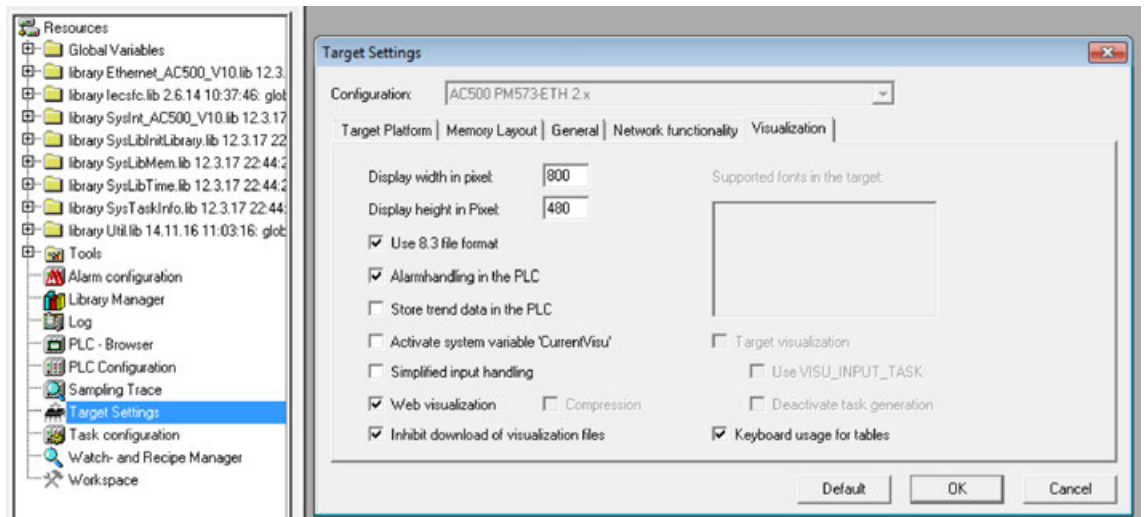 Resources
Global Variables
library Ethernet_AC500_V10.lib 12.3.
library Iecsfc.lib 2.6.14 10:37:46: glob
library SysInt_AC500_V10.lib 12.3.17
library SysLibInitLibrary.lib 12.3.17 22
library SysLibMem.lib 12.3.17 22:44:2
library SysLibTime.lib 12.3.17 22:44:2
library SysTaskInfo.lib 12.3.17 22:44:
library Util.lib 14.11.16 11:03:16: glob
Tools
Alarm configuration
Library Manager
Log
PLC - Browser
PLC Configuration
Sampling Trace
Target Settings
Task configuration
Watch- and Recipe Manager
Workspace
Target Settings
Configuration: AC500 PM573-ETH 2.x
Target Platform Memory Layout General Network functionality Visualization
Display width in pixel: 800
Supported fonts in the target:
Display height in Pixel: 480
Use 8.3 file format
Alarmhandling in the PLC
Store trend data in the PLC
Activate system variable 'CurrentVisu'
Target visualization
Simplified input handling
Use VISU_INPUT_TASK
Web visualization
Compression
Deactivate task generation
Inhibit download of visualization files
Keyboard usage for tables
Default OK Cancel